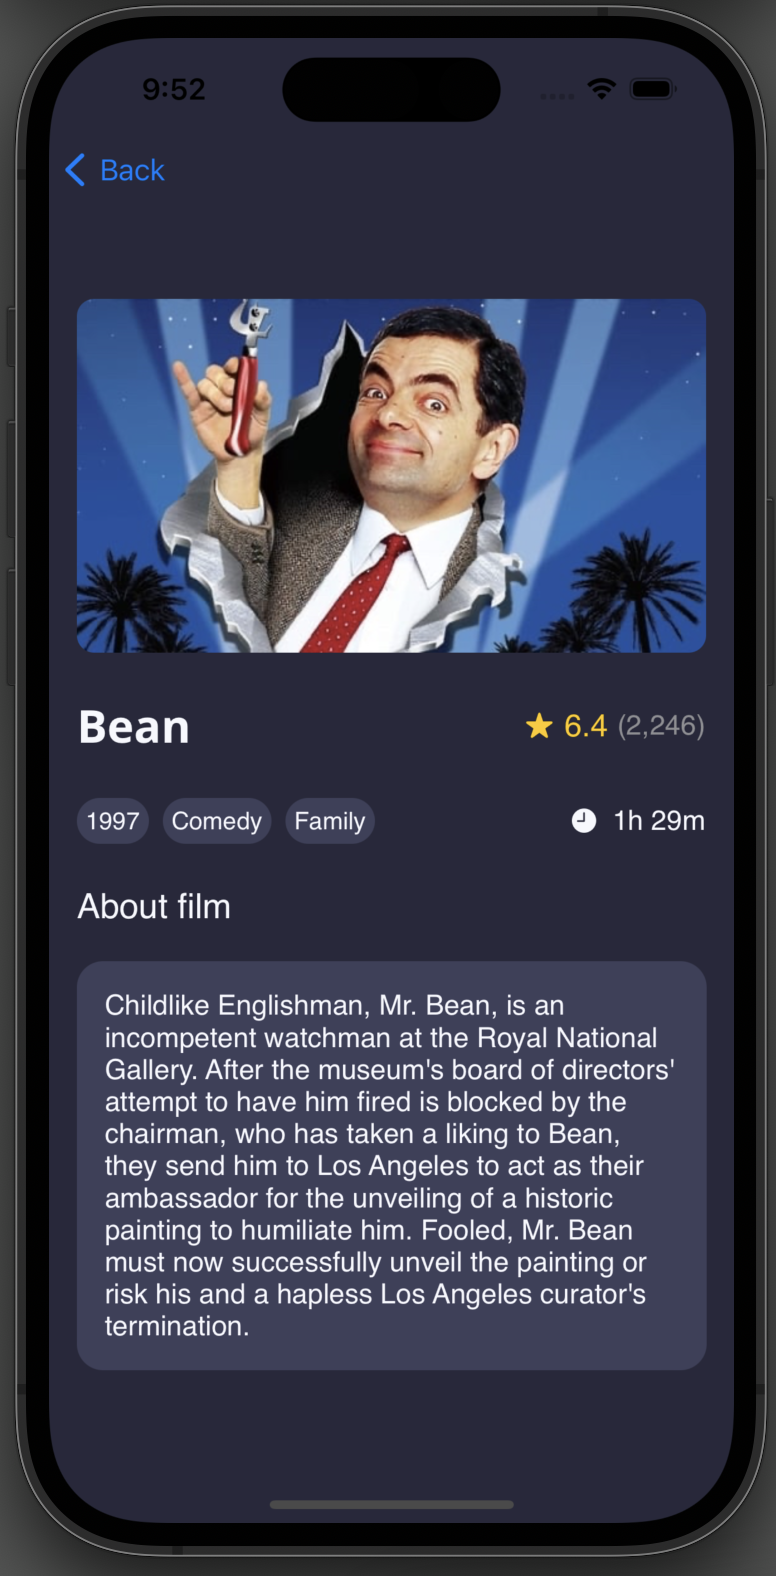 9:52
Back
Bean
6.4 (2,246)
1997 Comedy Family
1h 29m
About film
Childlike Englishman, Mr. Bean, is an
incompetent watchman at the Royal National
Gallery. After the museum's board of directors'
attempt to have him fired is blocked by the
chairman, who has taken a liking to Bean,
they send him to Los Angeles to act as their
ambassador for the unveiling of a historic
painting to humiliate him. Fooled, Mr. Bean
must now successfully unveil the painting or
risk his and a hapless Los Angeles curator's
termination.